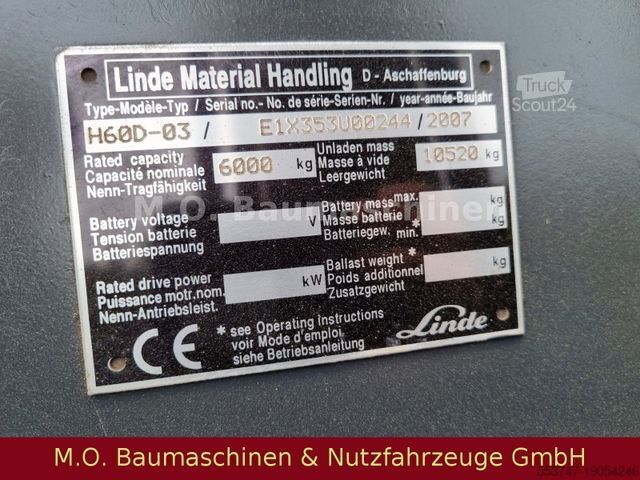 Linde Material Handling D - Aschaffenburg
Truck
Scout24
Type-Modèle-Typ / Serial no.- No. de série-Serien-Nr. / year-année-Baujahr
H60D-03 / E1X353U00244 / 2007
Rated capacity
Capacité nominale 6000 kg
Nenn-Tragfähigkeit
Unladen mass
Masse à vide 10520 kg
Leergewicht
M.O. Baumaschinen
Battery voltage
Tension batterie V
Batteriespannung
Battery mass max. kg
Masse batterie *
Batteriegew. min. kg
Rated drive power
Puissance motr.nom. kW
Nenn-Antriebsleist.
Ballast weight * kg
Poids additionnel
Zusatzgewicht
CE
* see Operating Instructions
voir Mode d'emploi
siehe Betriebsanleitung
Linde
M.O. Baumaschinen & Nutzfahrzeuge GmbH
653747-19054246